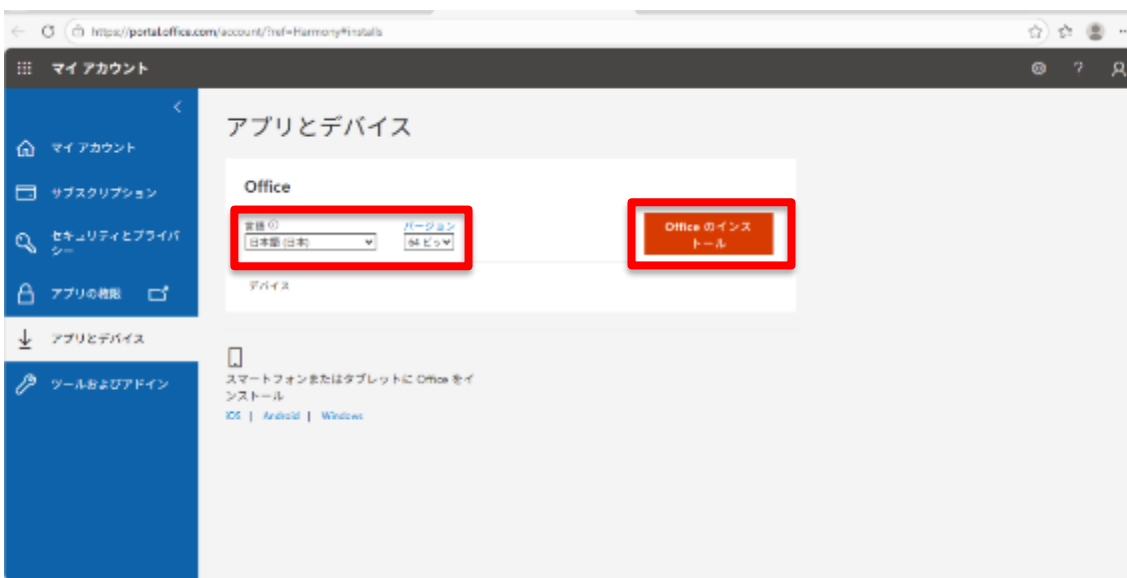 https://portal.office.com/account/?ref=Harmony#installs
マイ アカウント
?
アプリとデバイス
マイ アカウント
サブスクリプション
セキュリティとプライバ
シー
アプリの権限
アプリとデバイス
ツールおよびアドイン
Office
言語
バージョン
日本語 (日本)
64 ビッ
Office のインス
トール
デバイス
スマートフォンまたはタブレットに Office をイ
ンストール
iOS | Android | Windows